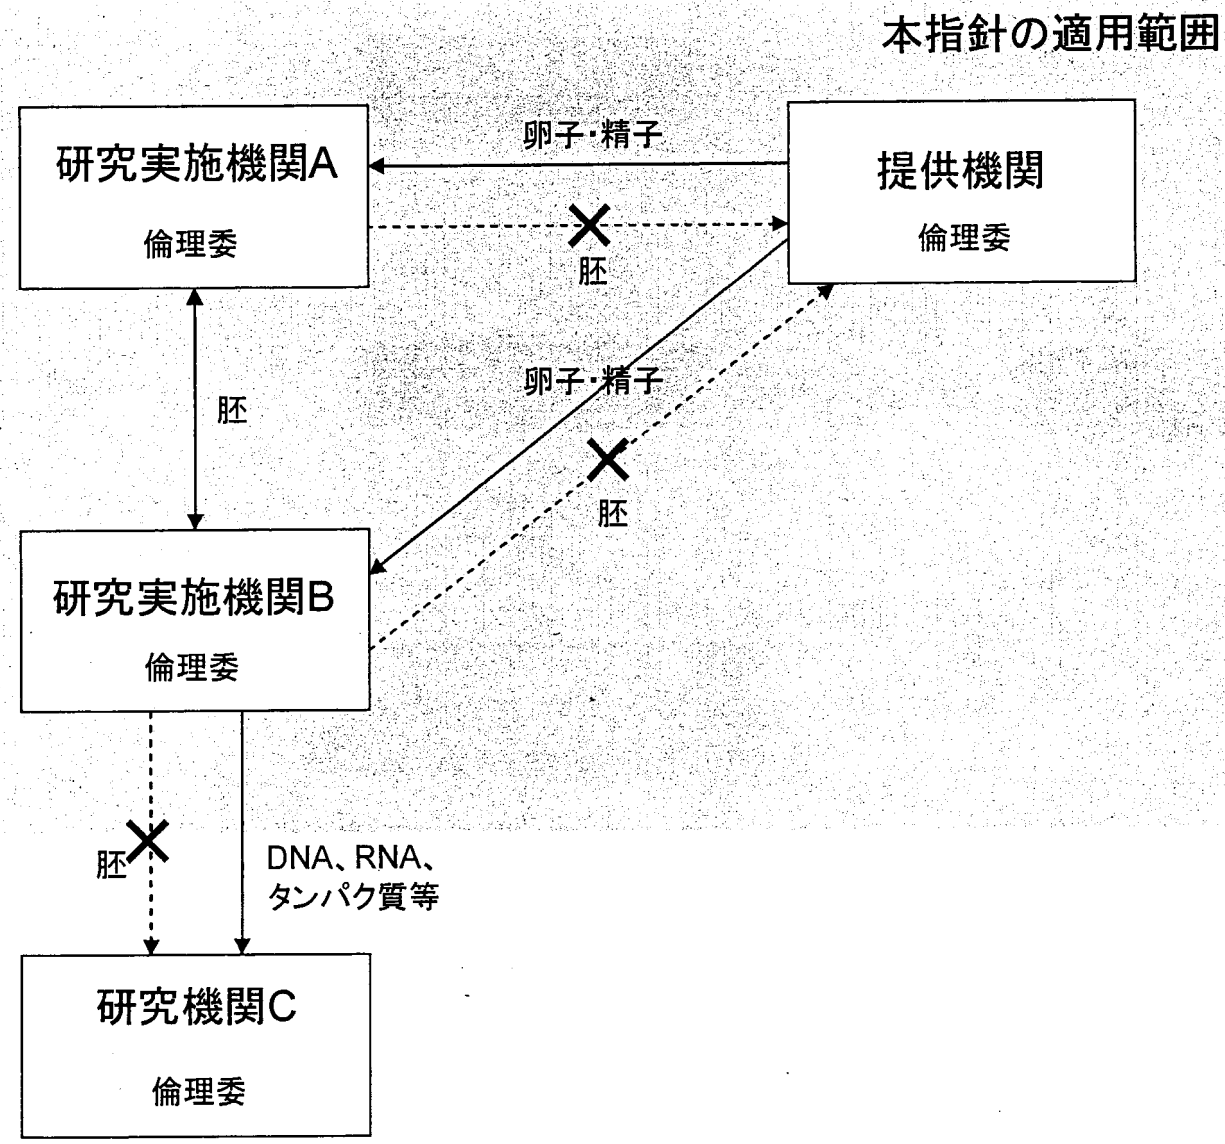 本指針の適用範囲
研究実施機関A
倫理委
卵子・精子
提供機関
倫理委
胚
卵子・精子
胚
胚
研究実施機関B
倫理委
胚
DNA、RNA、
タンパク質等
研究機関C
倫理委